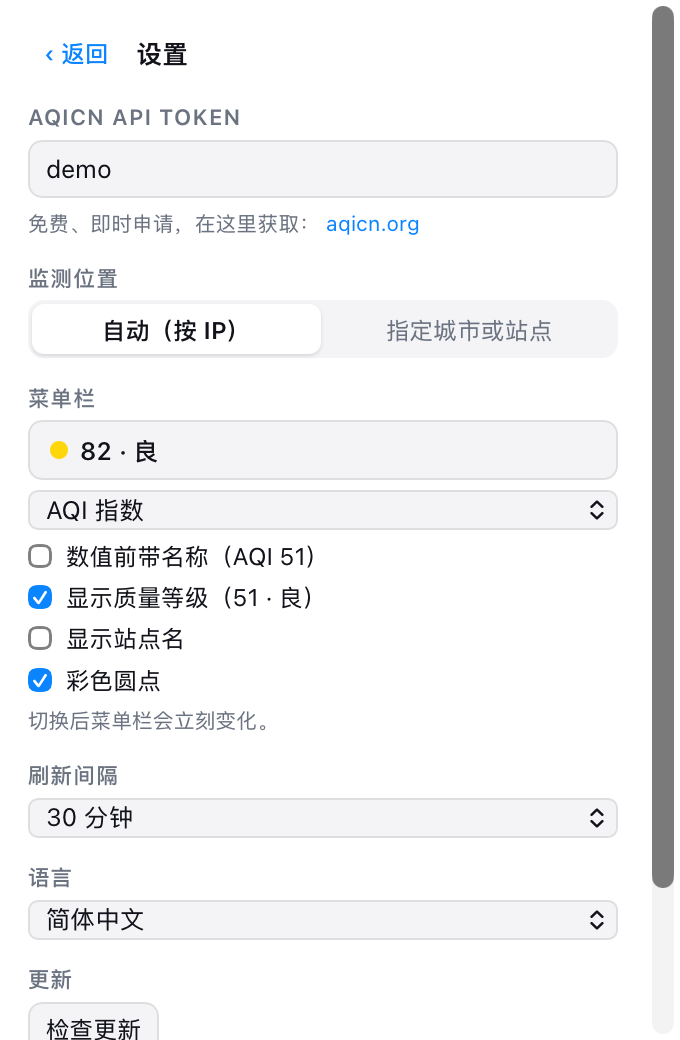 ‹ 返回 设置
AQICN API TOKEN
demo
免费、即时申请，在这里获取： aqicn.org
监测位置
自动（按 IP） 指定城市或站点
菜单栏
82 · 良
AQI 指数
数值前带名称（AQI 51）
显示质量等级（51 · 良）
显示站点名
彩色圆点
切换后菜单栏会立刻变化。
刷新间隔
30 分钟
语言
简体中文
更新
检查更新